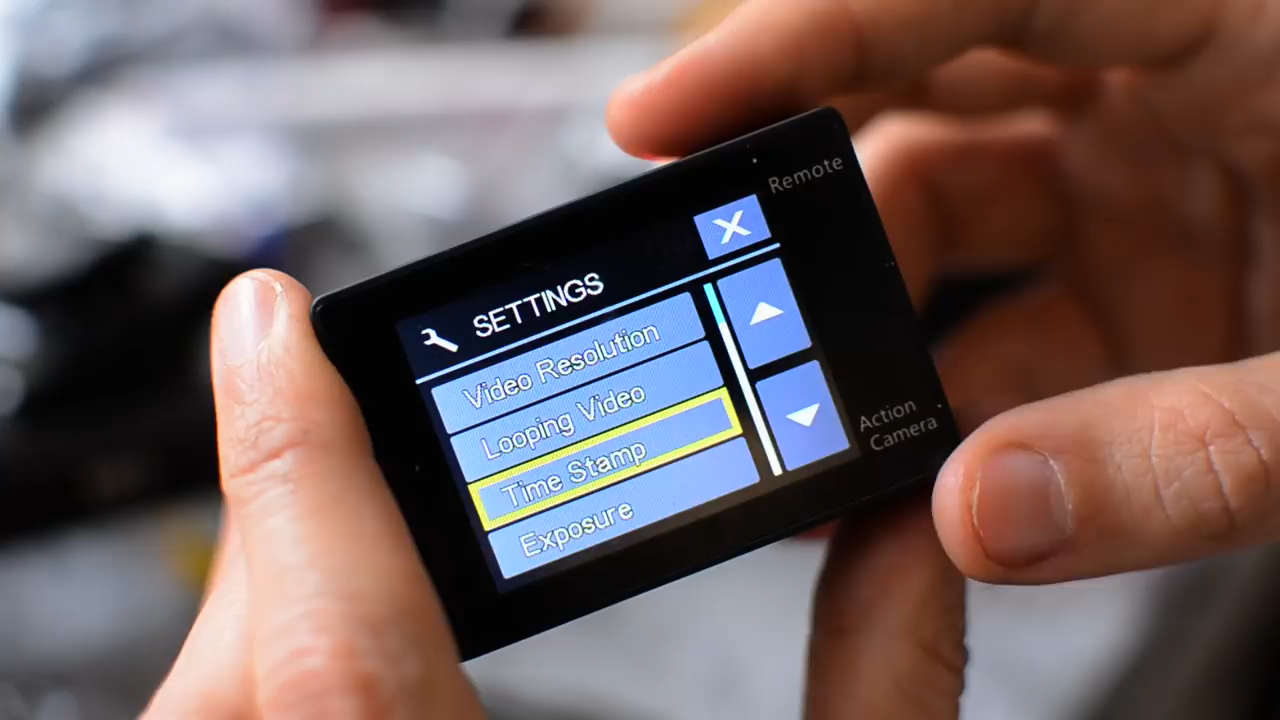 Remote
X
SETTINGS
Video Resolution
Looping Video
Time Stamp
Exposure
Action
Camera